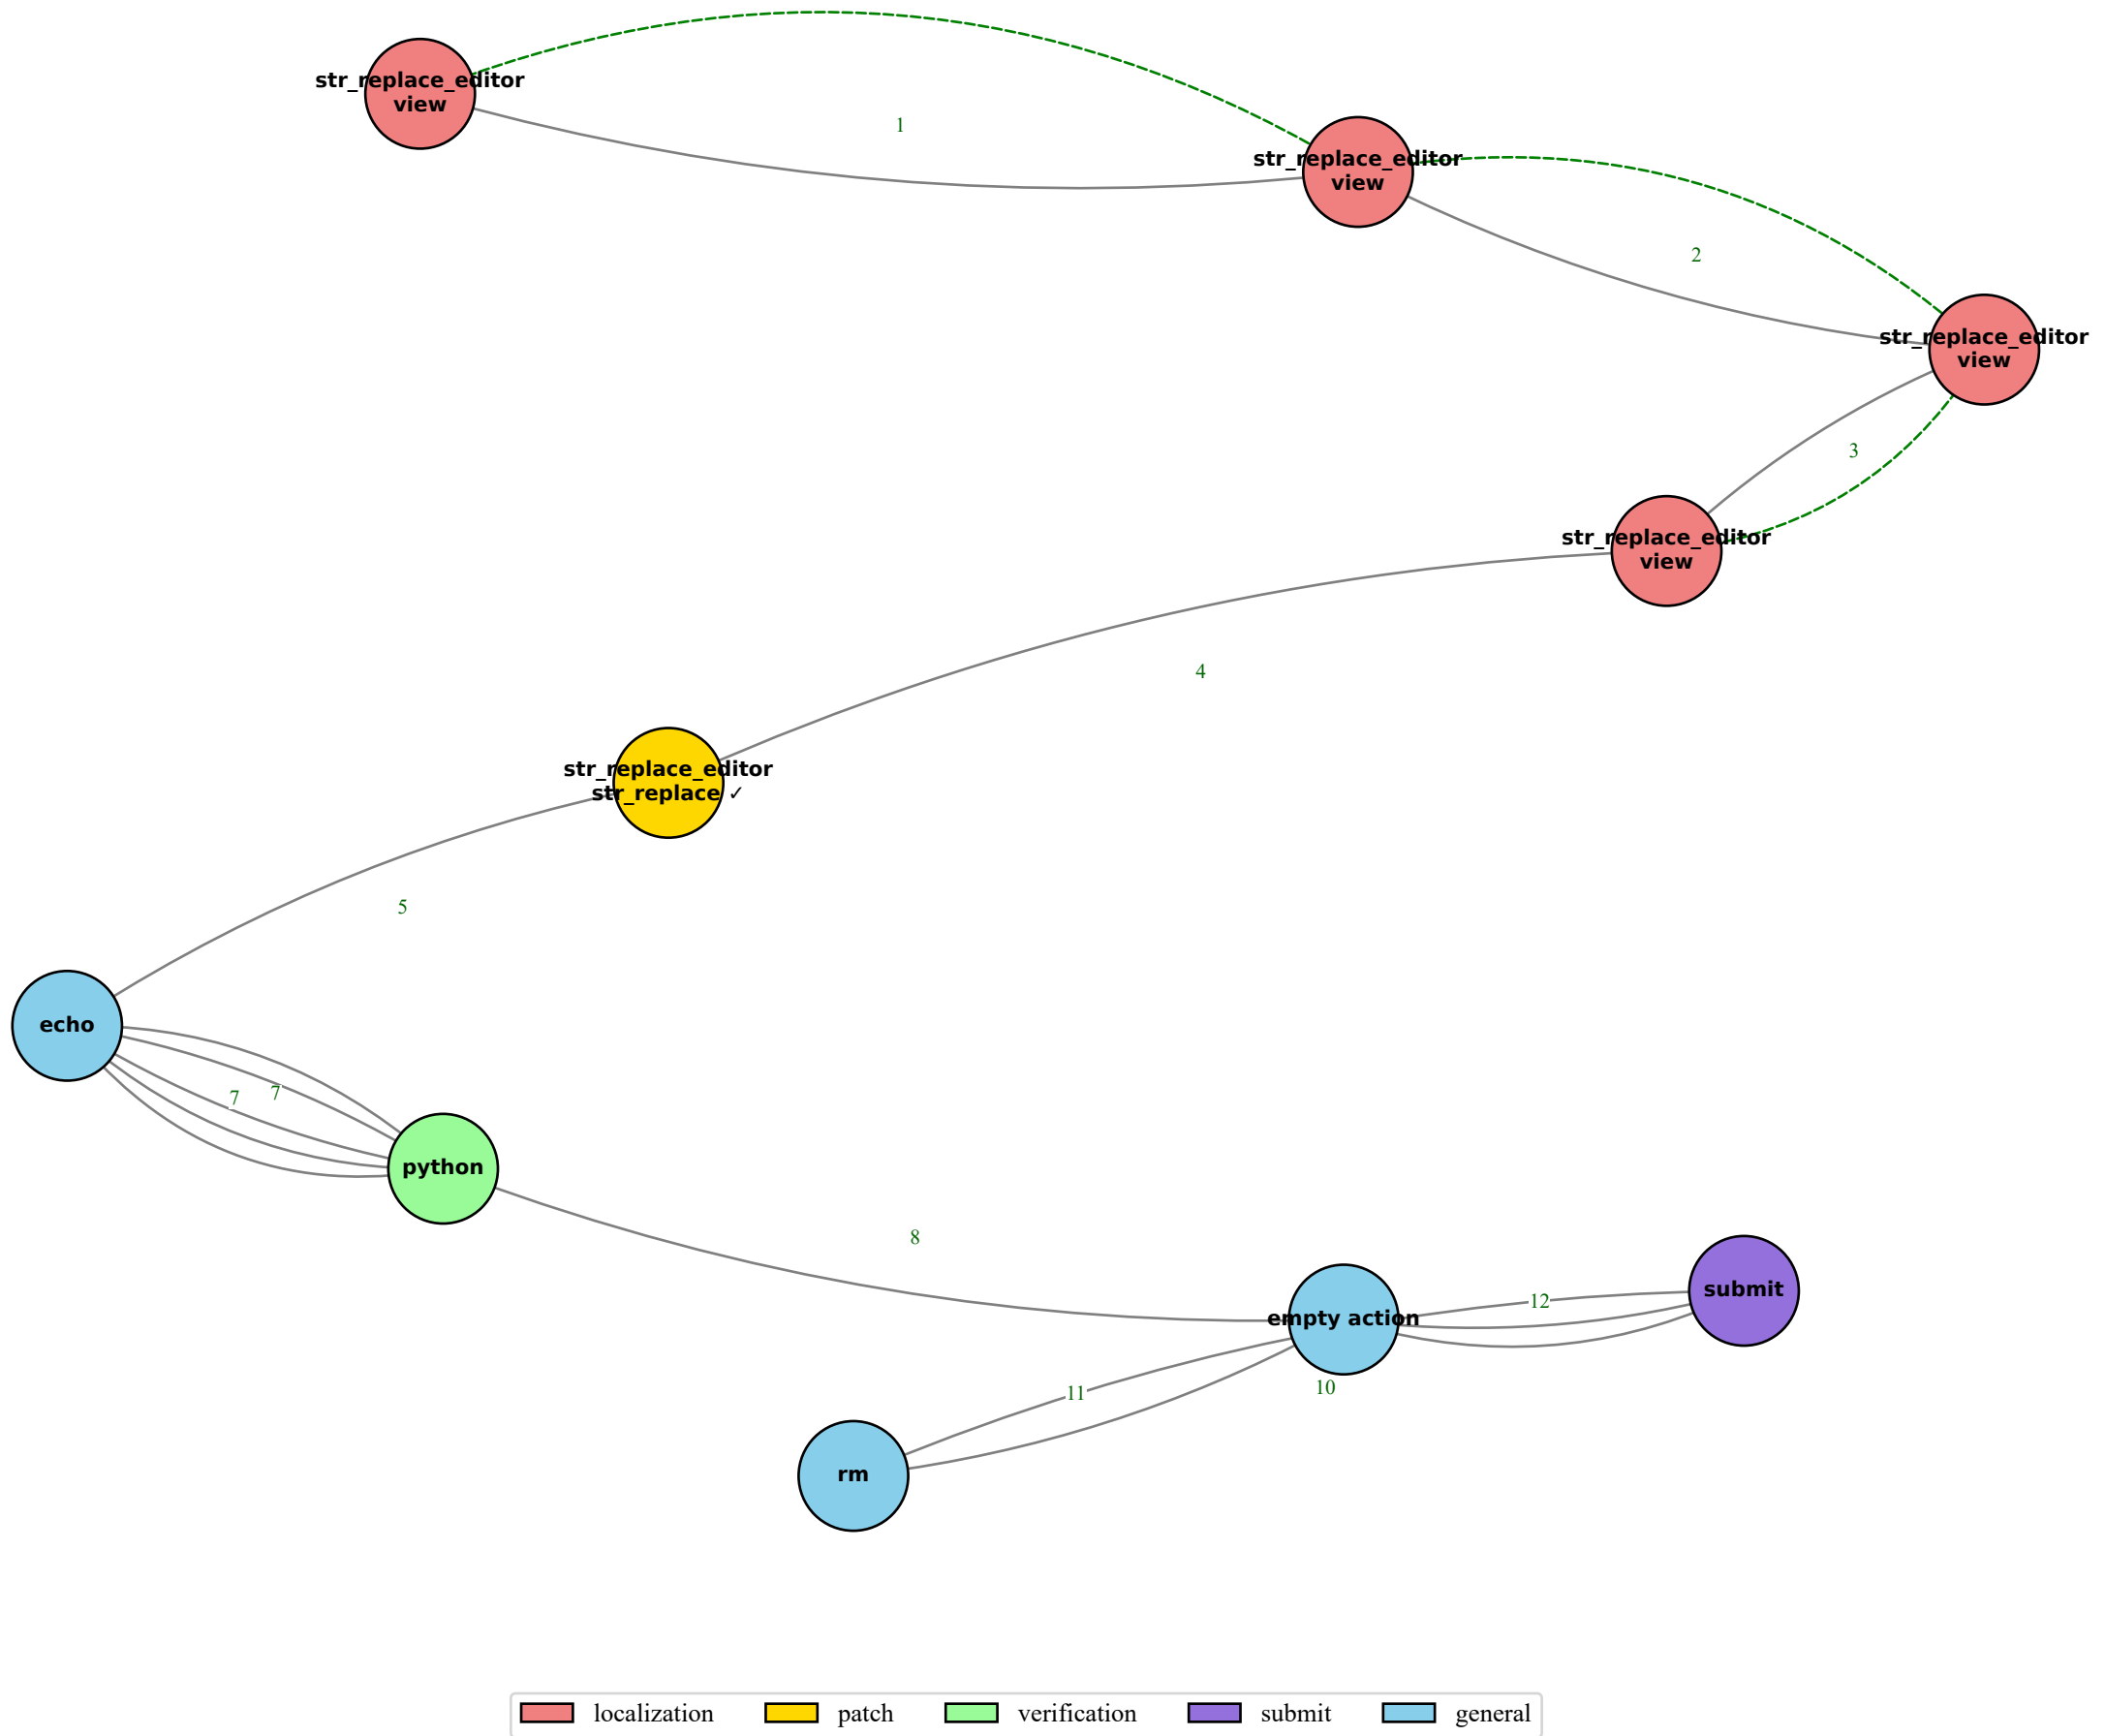 str_replace_editor
view
1
str_replace_editor
view
2
str_replace_editor
view
3
str_replace_editor
view
4
str_replace_editor
str_replace ✓
5
echo
7
7
python
8
submit
12
empty action
10
11
rm
localization
patch
verification
submit
general